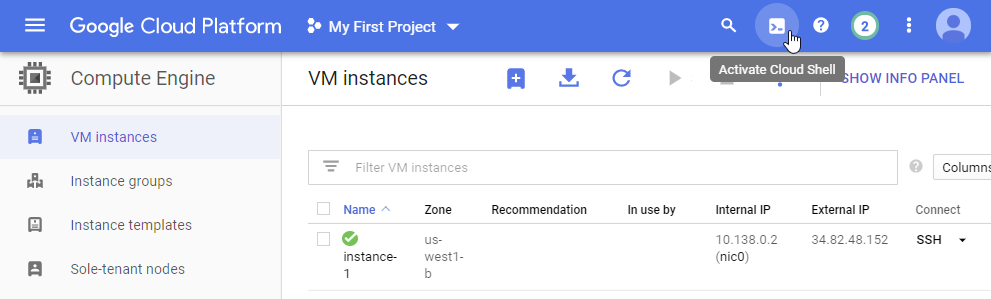 Google Cloud Platform
My First Project
2
Activate Cloud Shell
Compute Engine
VM instances
SHOW INFO PANEL
VM instances
Instance groups
Instance templates
Sole-tenant nodes
Filter VM instances
Columns
Name Zone Recommendation In use by Internal IP External IP Connect
instance-
1
us-
west1-
b
10.138.0.2
(nic0)
34.82.48.152
SSH